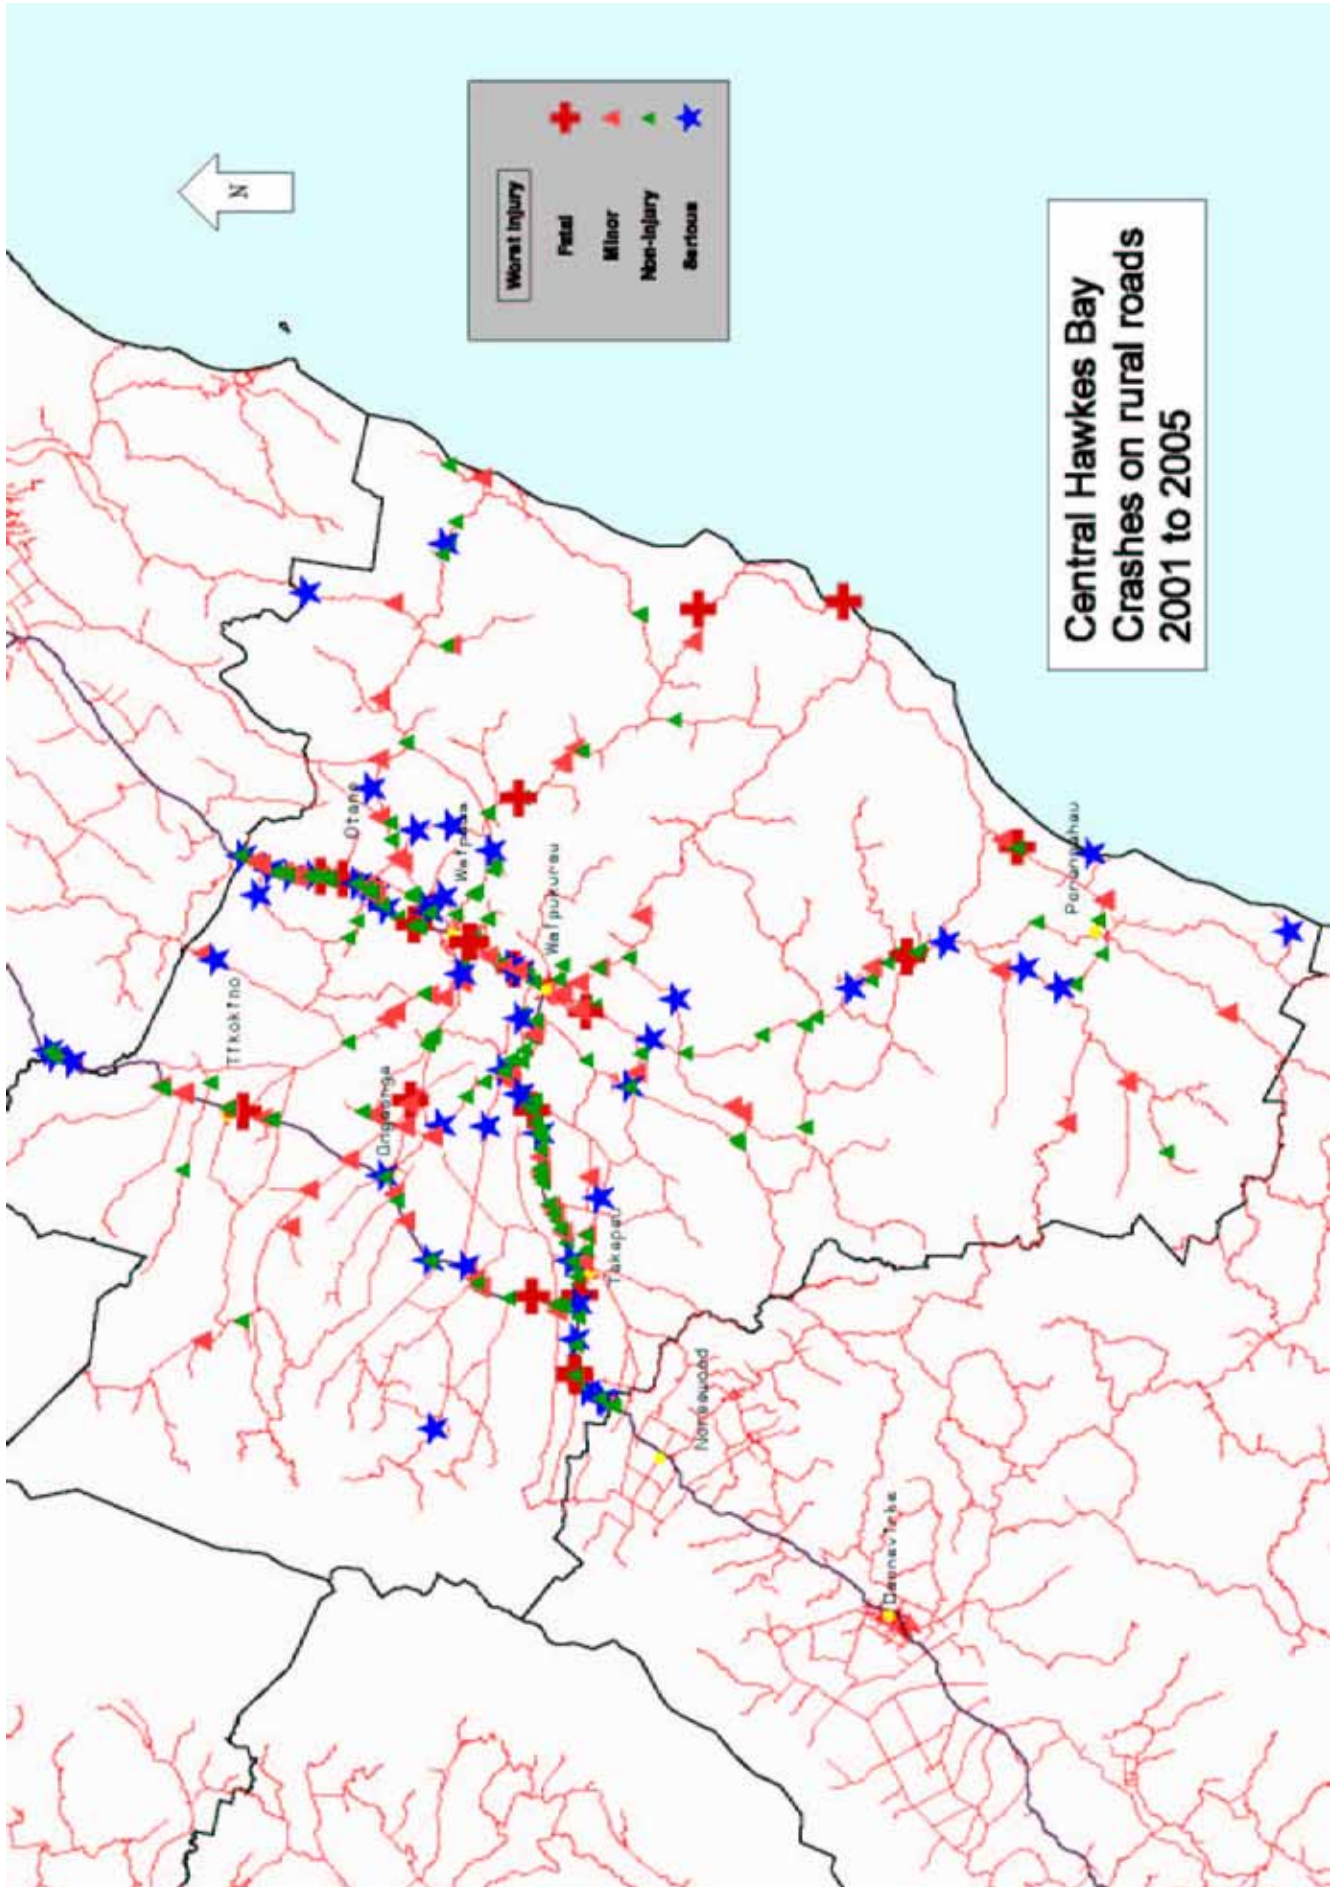 N
Worst Injury
Fatal
Minor
Non-Injury
Serious
Central Hawkes Bay
Crashes on rural roads
2001 to 2005
Tikokino
Otane
Waipawa
Waipukurau
Ongaonga
Takapau
Norsewood
Dannevirke
Porangahau